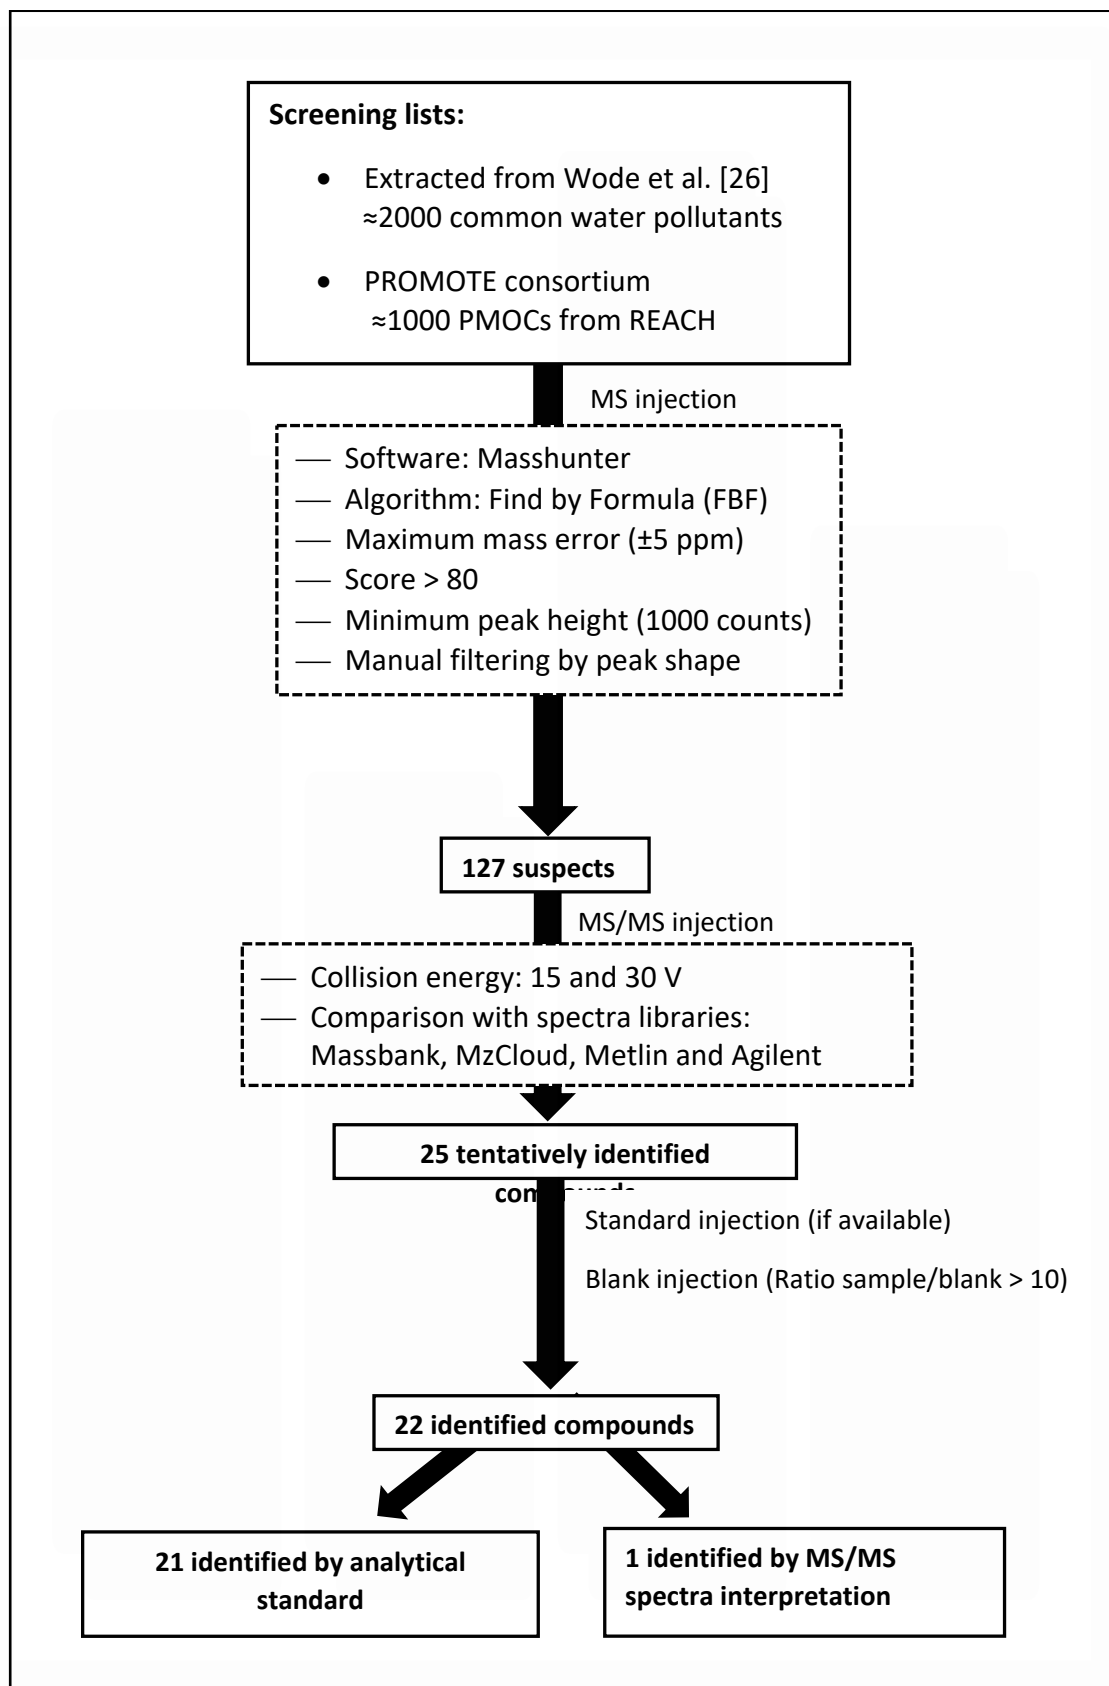 Screening lists:
• Extracted from Wode et al. [26]
≈2000 common water pollutants
• PROMOTE consortium
≈1000 PMOCs from REACH
MS injection
— Software: Masshunter
— Algorithm: Find by Formula (FBF)
— Maximum mass error (±5 ppm)
— Score > 80
— Minimum peak height (1000 counts)
— Manual filtering by peak shape
127 suspects
MS/MS injection
— Collision energy: 15 and 30 V
— Comparison with spectra libraries:
Massbank, MzCloud, Metlin and Agilent
25 tentatively identified
compounds
Standard injection (if available)
Blank injection (Ratio sample/blank > 10)
22 identified compounds
21 identified by analytical
standard
1 identified by MS/MS
spectra interpretation